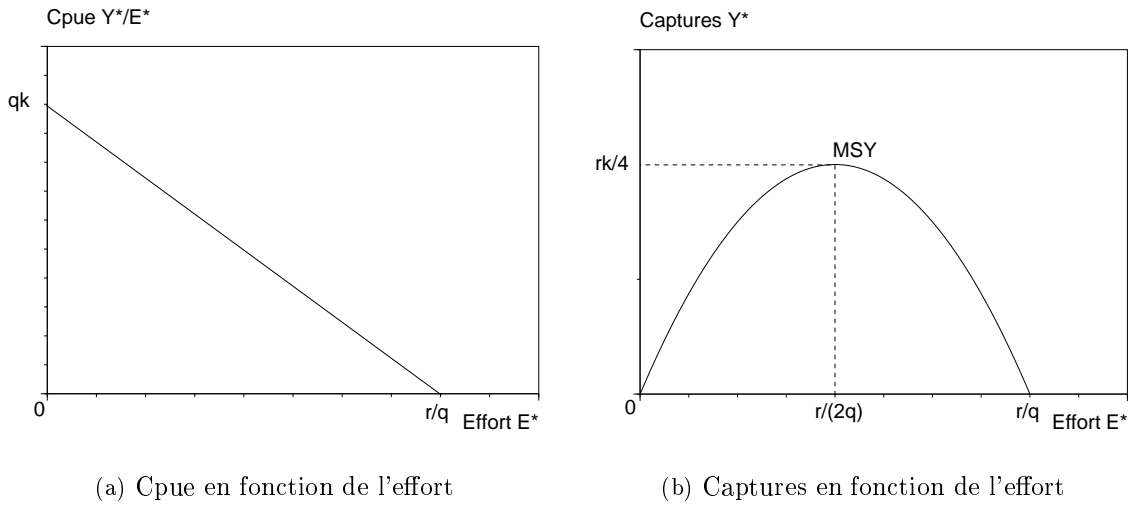 Cpue Y*/E*
qk
0
r/q
Effort E*
(a) Cpue en fonction de l'effort
Captures Y*
MSY
rk/4
0
r/(2q)
r/q
Effort E*
(b) Captures en fonction de l'effort